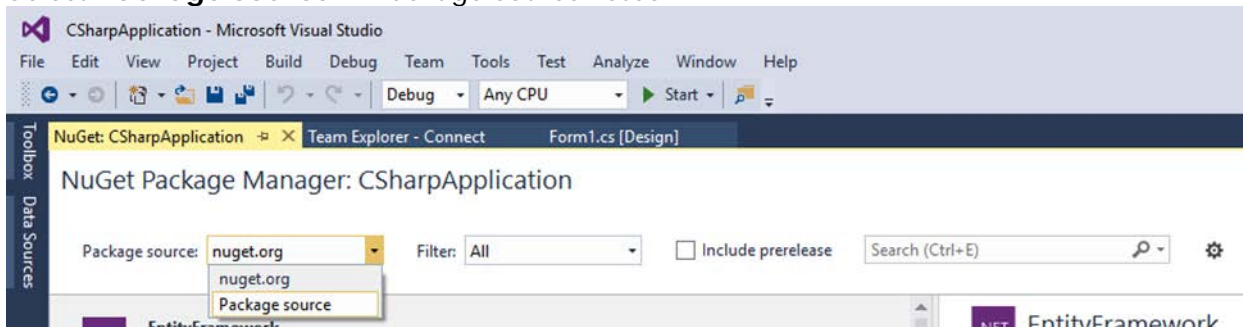 CSharpApplication - Microsoft Visual Studio
File Edit View Project Build Debug Team Tools Test Analyze Window Help
Debug Any CPU Start
Toolbox
Data Sources
NuGet: CSharpApplication Team Explorer - Connect Form1.cs [Design]
NuGet Package Manager: CSharpApplication
Package source: nuget.org Filter: All Include prerelease Search (Ctrl+E)
nuget.org
Package source
EntityFramework
.NET EntityFramework